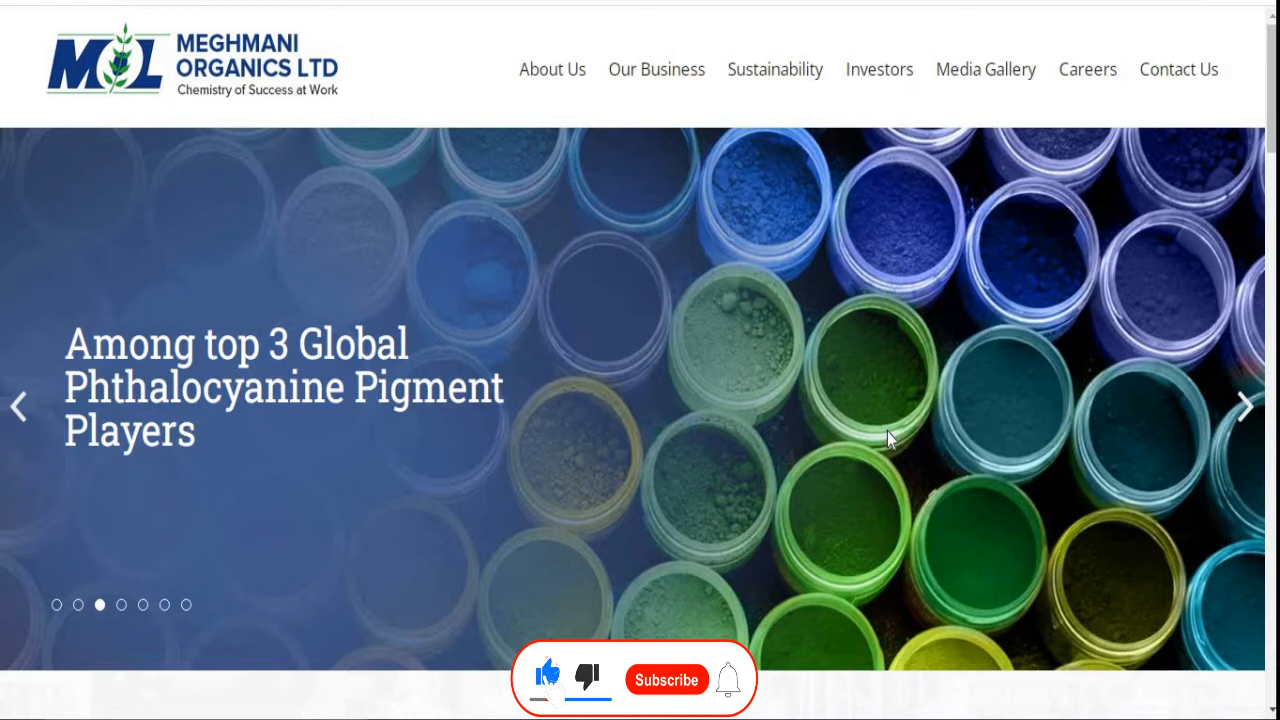 MOL
MEGHMANI
ORGANICS LTD
Chemistry of Success at Work
About Us Our Business Sustainability Investors Media Gallery Careers Contact Us
Among top 3 Global
Phthalocyanine Pigment
Players
Subscribe